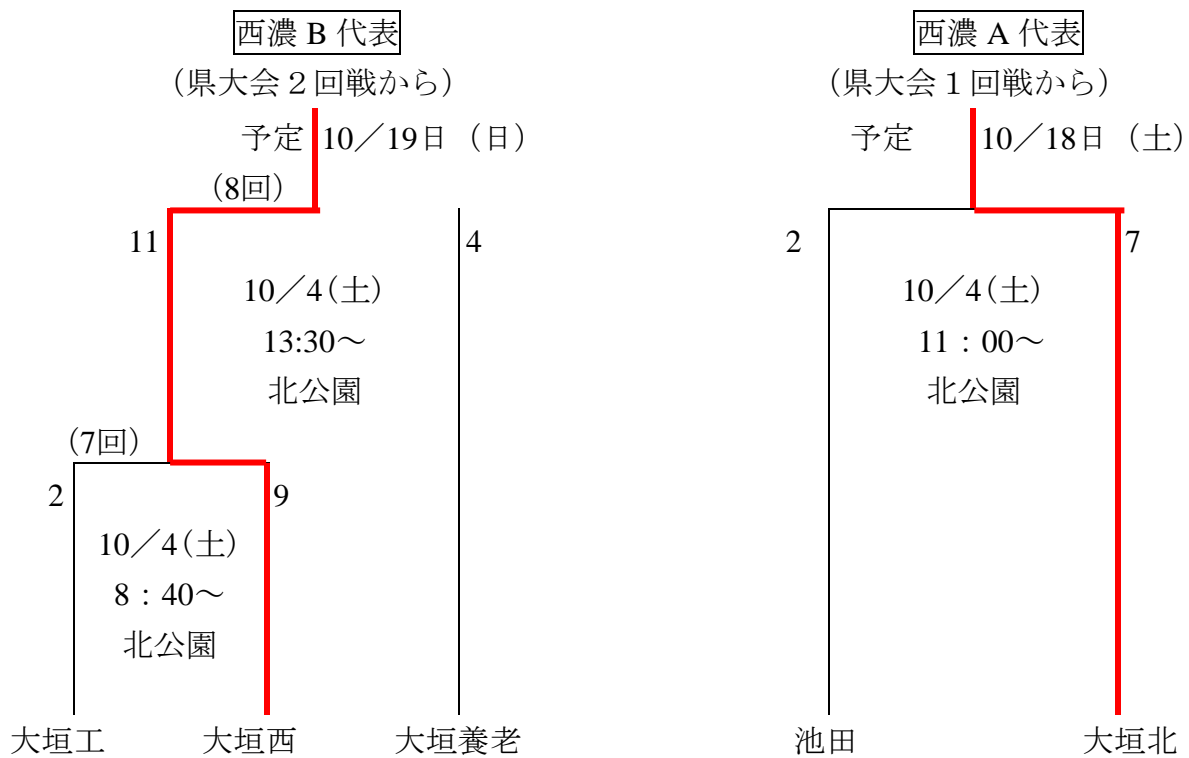 西濃 B 代表
(県大会２回戦から)
予定 10／19日（日）
(8回)
11
4
10／4(土)
13:30～
北公園
(7回)
2
9
10／4(土)
8：40～
北公園
大垣工
大垣西
大垣養老
西濃 A 代表
(県大会１回戦から)
予定 10／18日（土）
2
7
10／4(土)
11：00～
北公園
池田
大垣北